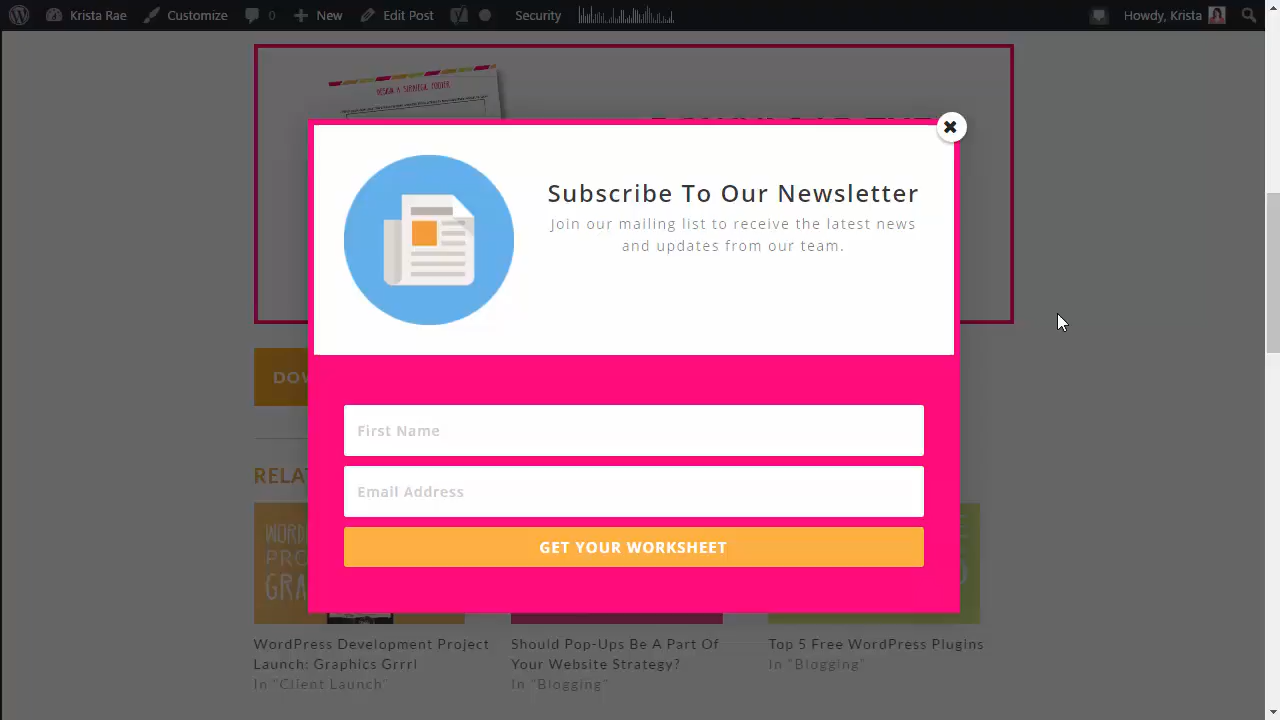 Krista Rae Customize 0 New Edit Post Security Howdy, Krista
DESIGN A SUCCESSFUL FOOTER
Subscribe To Our Newsletter
Join our mailing list to receive the latest news
and updates from our team.
First Name
Email Address
GET YOUR WORKSHEET
WordPress Development Project
Launch: Graphics Grrrl
In "Client Launch"
Should Pop-Ups Be A Part Of
Your Website Strategy?
In "Blogging"
Top 5 Free WordPress Plugins
In "Blogging"